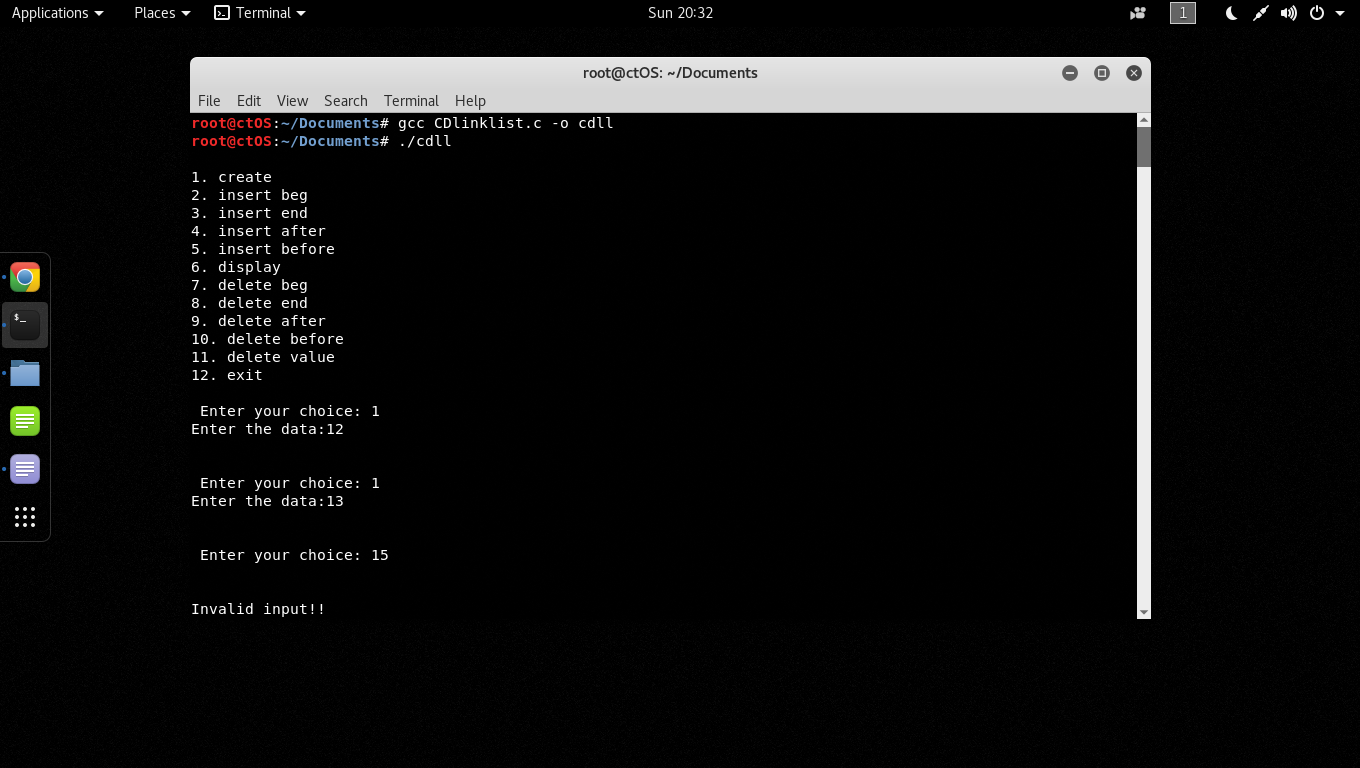 Applications Places Terminal Sun 20:32 1
root@ctOS: ~/Documents
File Edit View Search Terminal Help
root@ctOS:~/Documents# gcc CDlinklist.c -o cdll
root@ctOS:~/Documents# ./cdll
1. create
2. insert beg
3. insert end
4. insert after
5. insert before
6. display
7. delete beg
8. delete end
9. delete after
10. delete before
11. delete value
12. exit
Enter your choice: 1
Enter the data:12
Enter your choice: 1
Enter the data:13
Enter your choice: 15
Invalid input!!
$_